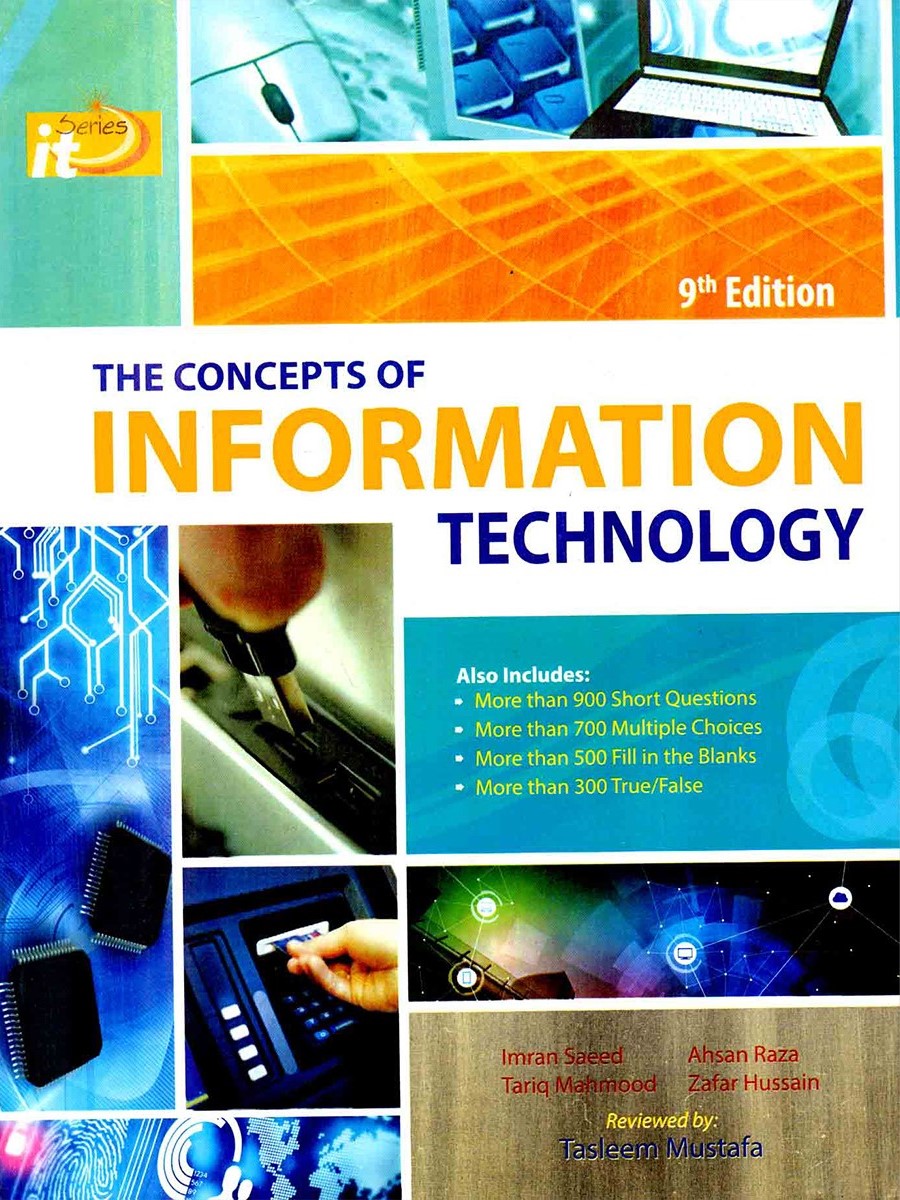 Series
it
9th Edition
THE CONCEPTS OF
INFORMATION
TECHNOLOGY
Also Includes:
More than 900 Short Questions
More than 700 Multiple Choices
More than 500 Fill in the Blanks
More than 300 True/False
Imran Saeed Ahsan Raza
Tariq Mahmood Zafar Hussain
Reviewed by:
Tasleem Mustafa